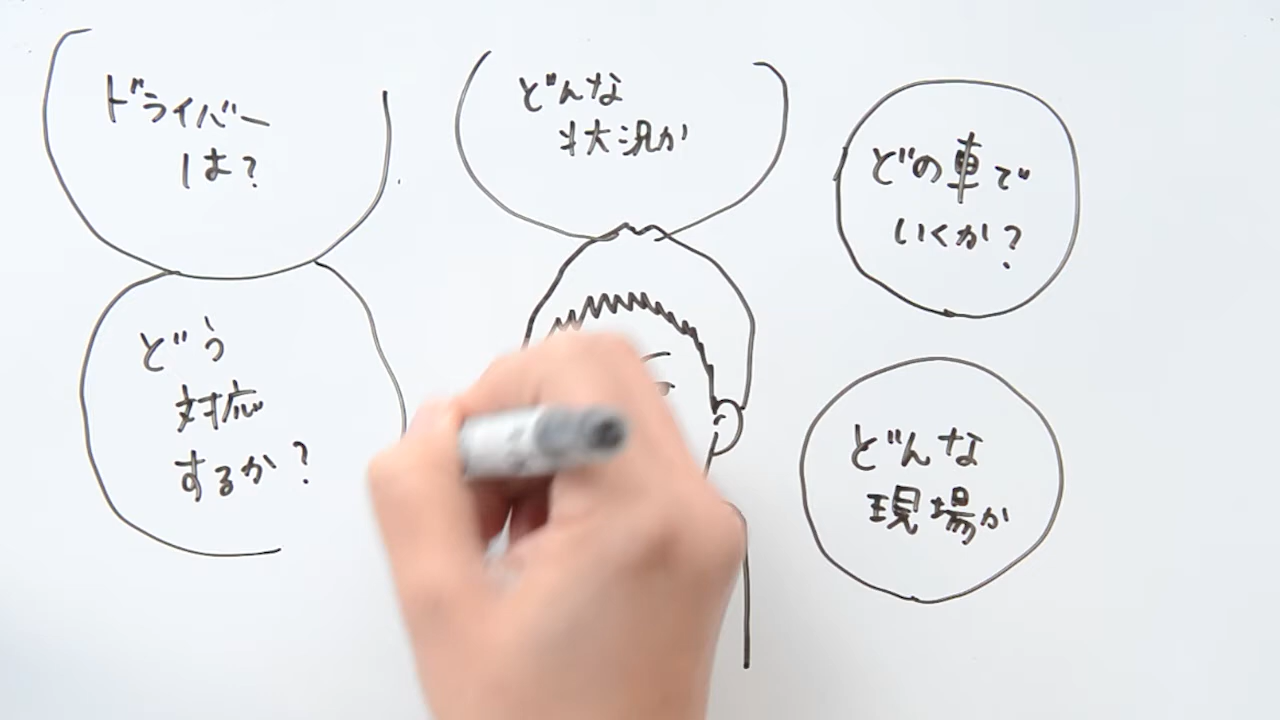 ドライバー
は?
どんな
状況か
どの車で
いくか?
どう
対応
するか?
どんな
現場か